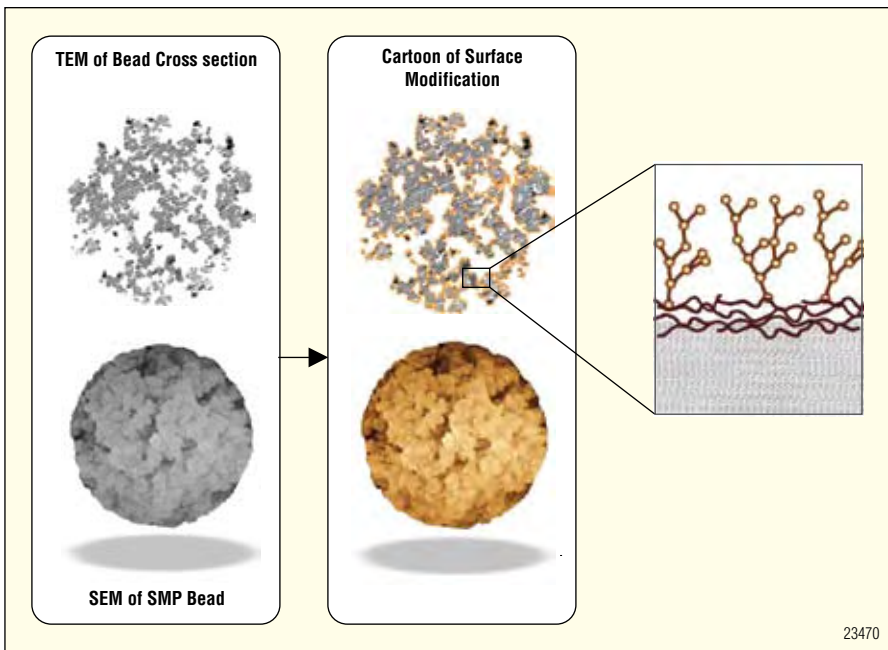 TEM of Bead Cross section
Cartoon of Surface
Modification
SEM of SMP Bead
23470